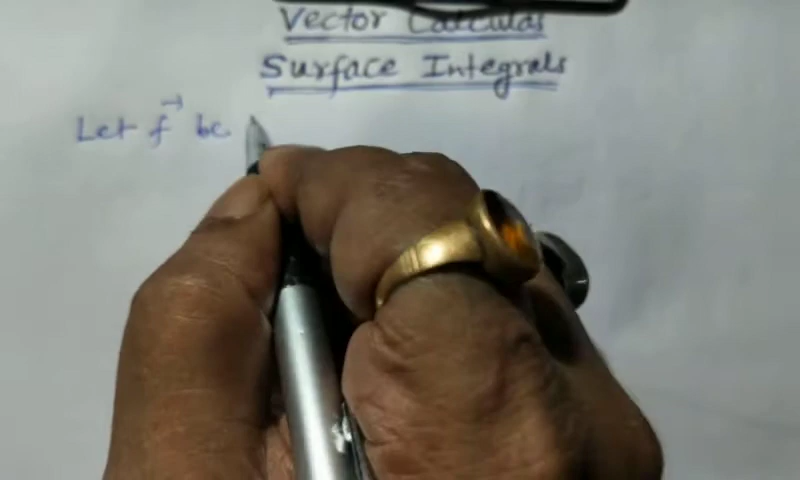 Vector Calculus
Surface Integrals
Let f⃗ be